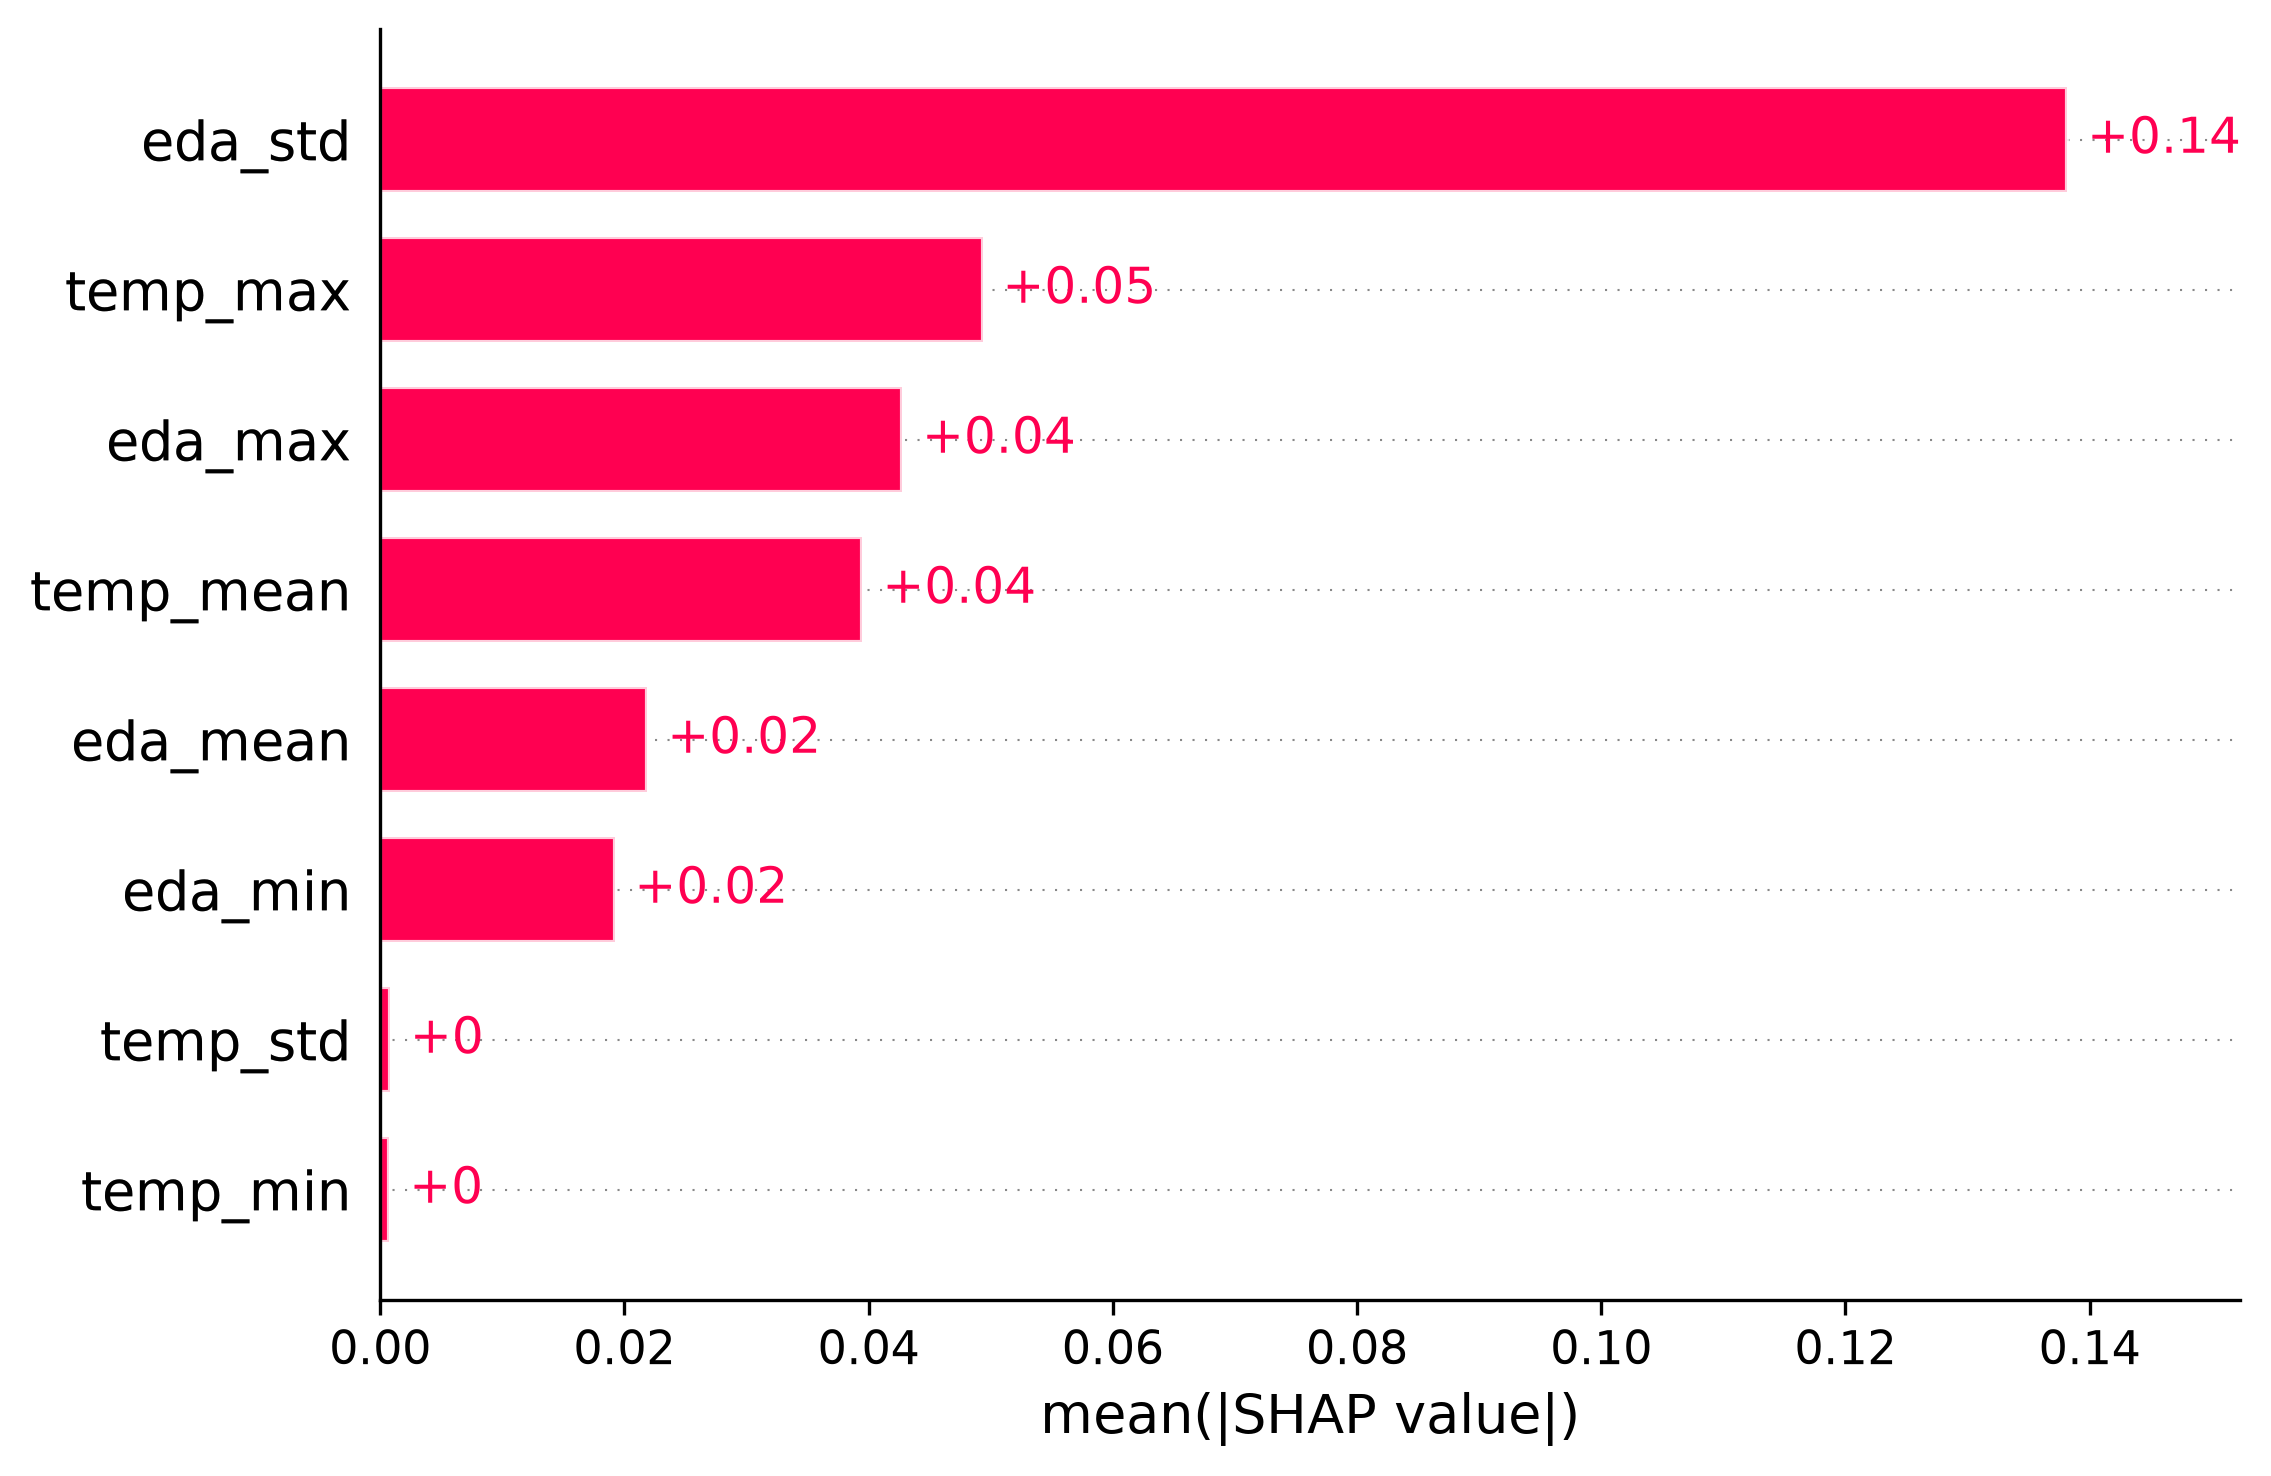 eda_std +0.14
temp_max +0.05
eda_max +0.04
temp_mean +0.04
eda_mean +0.02
eda_min +0.02
temp_std +0
temp_min +0
0.00 0.02 0.04 0.06 0.08 0.10 0.12 0.14
mean(|SHAP value|)